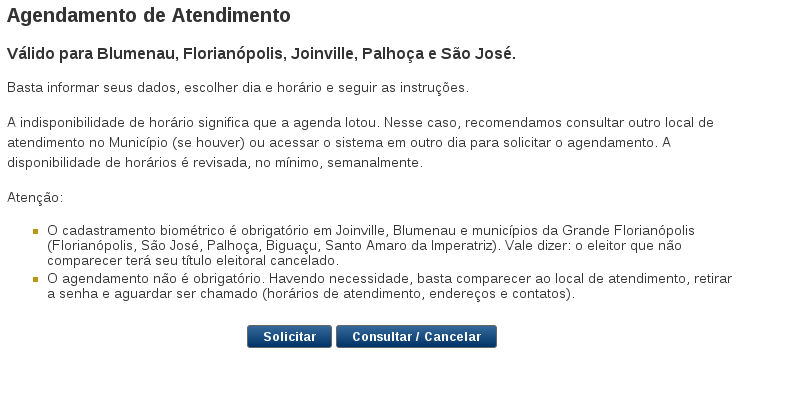 Agendamento de Atendimento
Válido para Blumenau, Florianópolis, Joinville, Palhoça e São José.
Basta informar seus dados, escolher dia e horário e seguir as instruções.
A indisponibilidade de horário significa que a agenda lotou. Nesse caso, recomendamos consultar outro local de
atendimento no Município (se houver) ou acessar o sistema em outro dia para solicitar o agendamento. A
disponibilidade de horários é revisada, no mínimo, semanalmente.
Atenção:
O cadastramento biométrico é obrigatório em Joinville, Blumenau e municípios da Grande Florianópolis
(Florianópolis, São José, Palhoça, Biguaçu, Santo Amaro da Imperatriz). Vale dizer: o eleitor que não
comparecer terá seu título eleitoral cancelado.
O agendamento não é obrigatório. Havendo necessidade, basta comparecer ao local de atendimento, retirar
a senha e aguardar ser chamado (horários de atendimento, endereços e contatos).
Solicitar Consultar / Cancelar